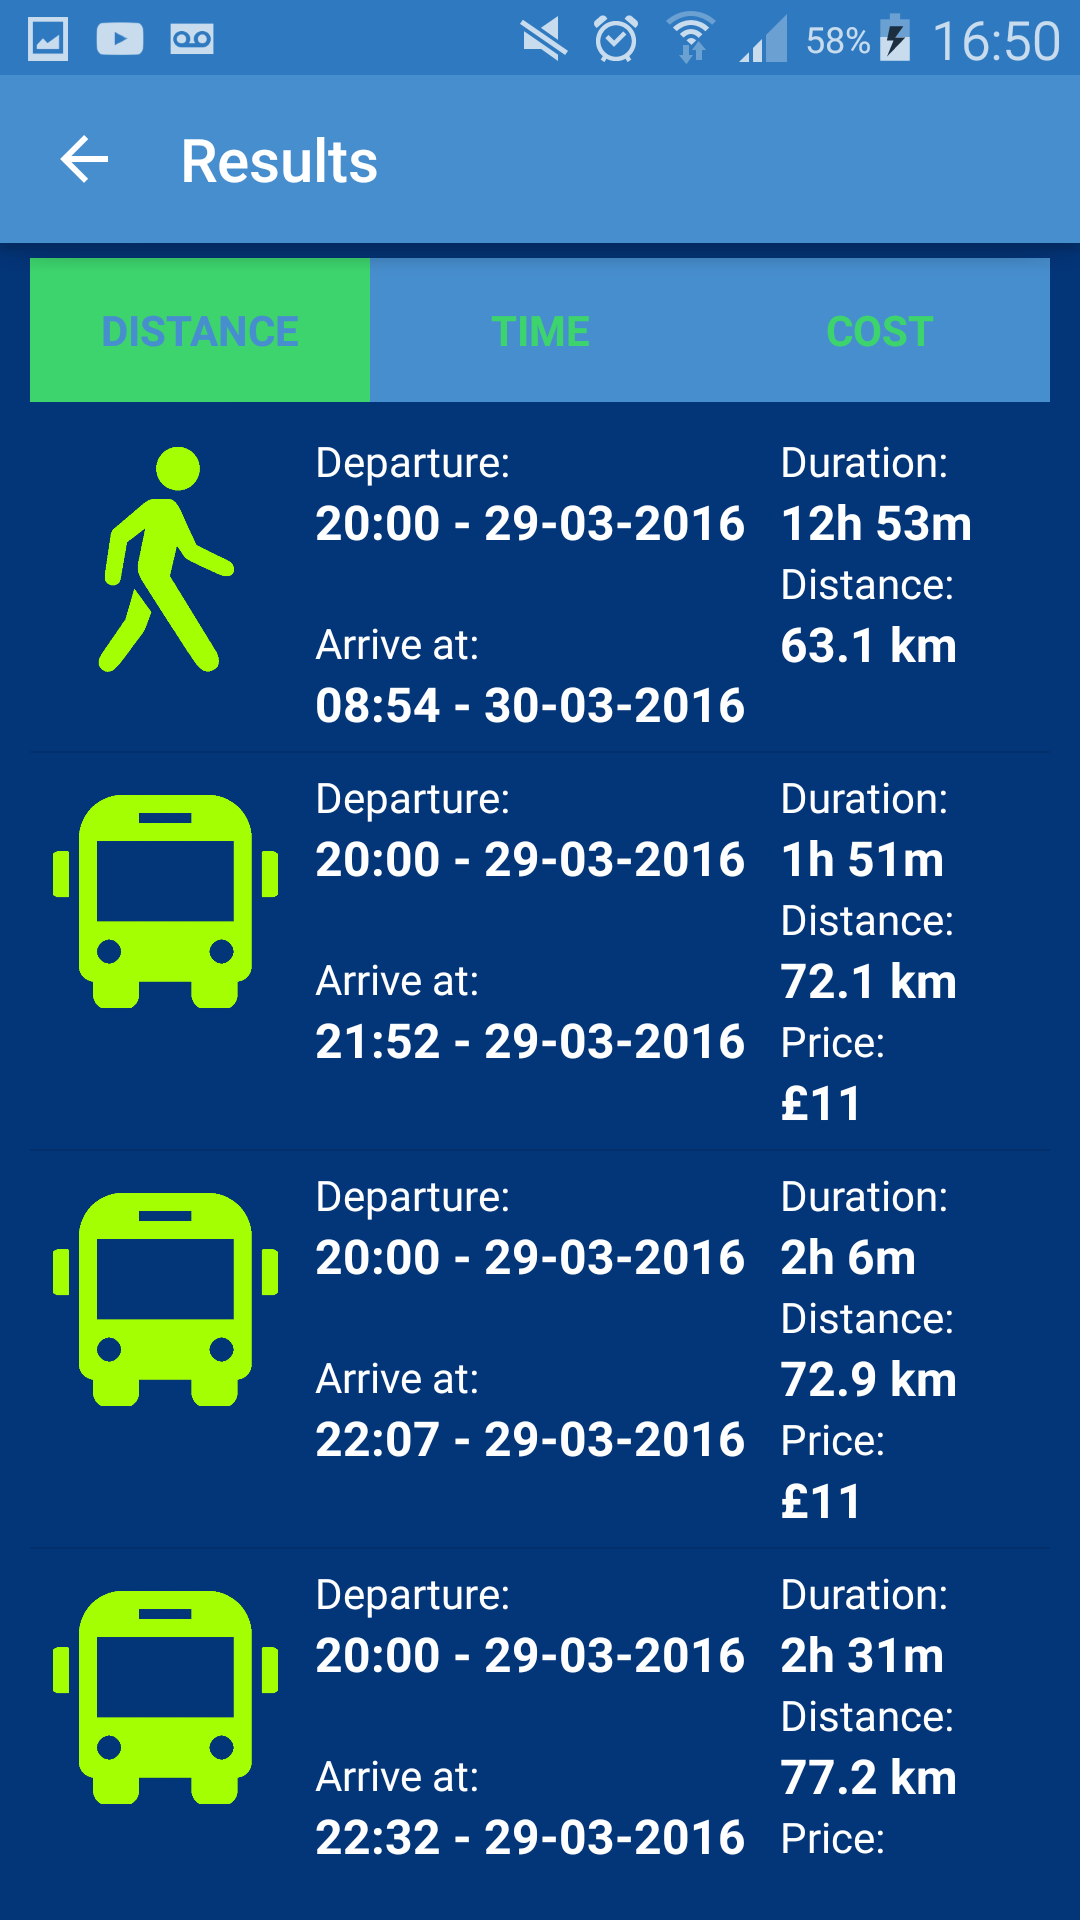 58% 16:50
Results
DISTANCE TIME COST
Departure: Duration:
20:00 - 29-03-2016 12h 53m
Distance:
Arrive at: 63.1 km
08:54 - 30-03-2016
Departure: Duration:
20:00 - 29-03-2016 1h 51m
Distance:
Arrive at: 72.1 km
21:52 - 29-03-2016 Price:
£11
Departure: Duration:
20:00 - 29-03-2016 2h 6m
Distance:
Arrive at: 72.9 km
22:07 - 29-03-2016 Price:
£11
Departure: Duration:
20:00 - 29-03-2016 2h 31m
Distance:
Arrive at: 77.2 km
22:32 - 29-03-2016 Price: